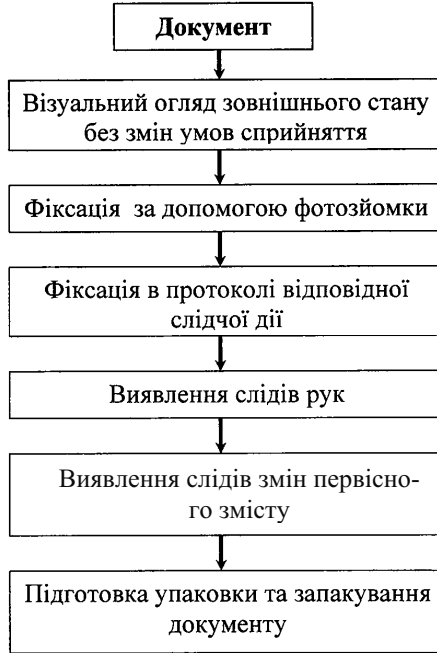 Документ
Візуальний огляд зовнішнього стану
без змін умов сприйняття
Фіксація за допомогою фотозйомки
Фіксація в протоколі відповідної
слідчої дії
Виявлення слідів рук
Виявлення слідів змін первісно-
го змісту
Підготовка упаковки та запакування
документу